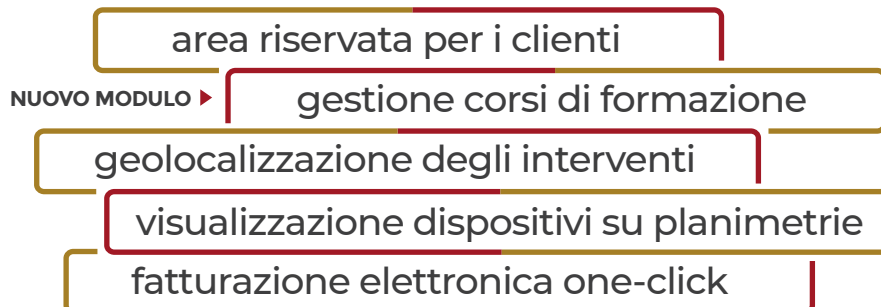 area riservata per i clienti
NUOVO MODULO gestione corsi di formazione
geolocalizzazione degli interventi
visualizzazione dispositivi su planimetrie
fatturazione elettronica one-click